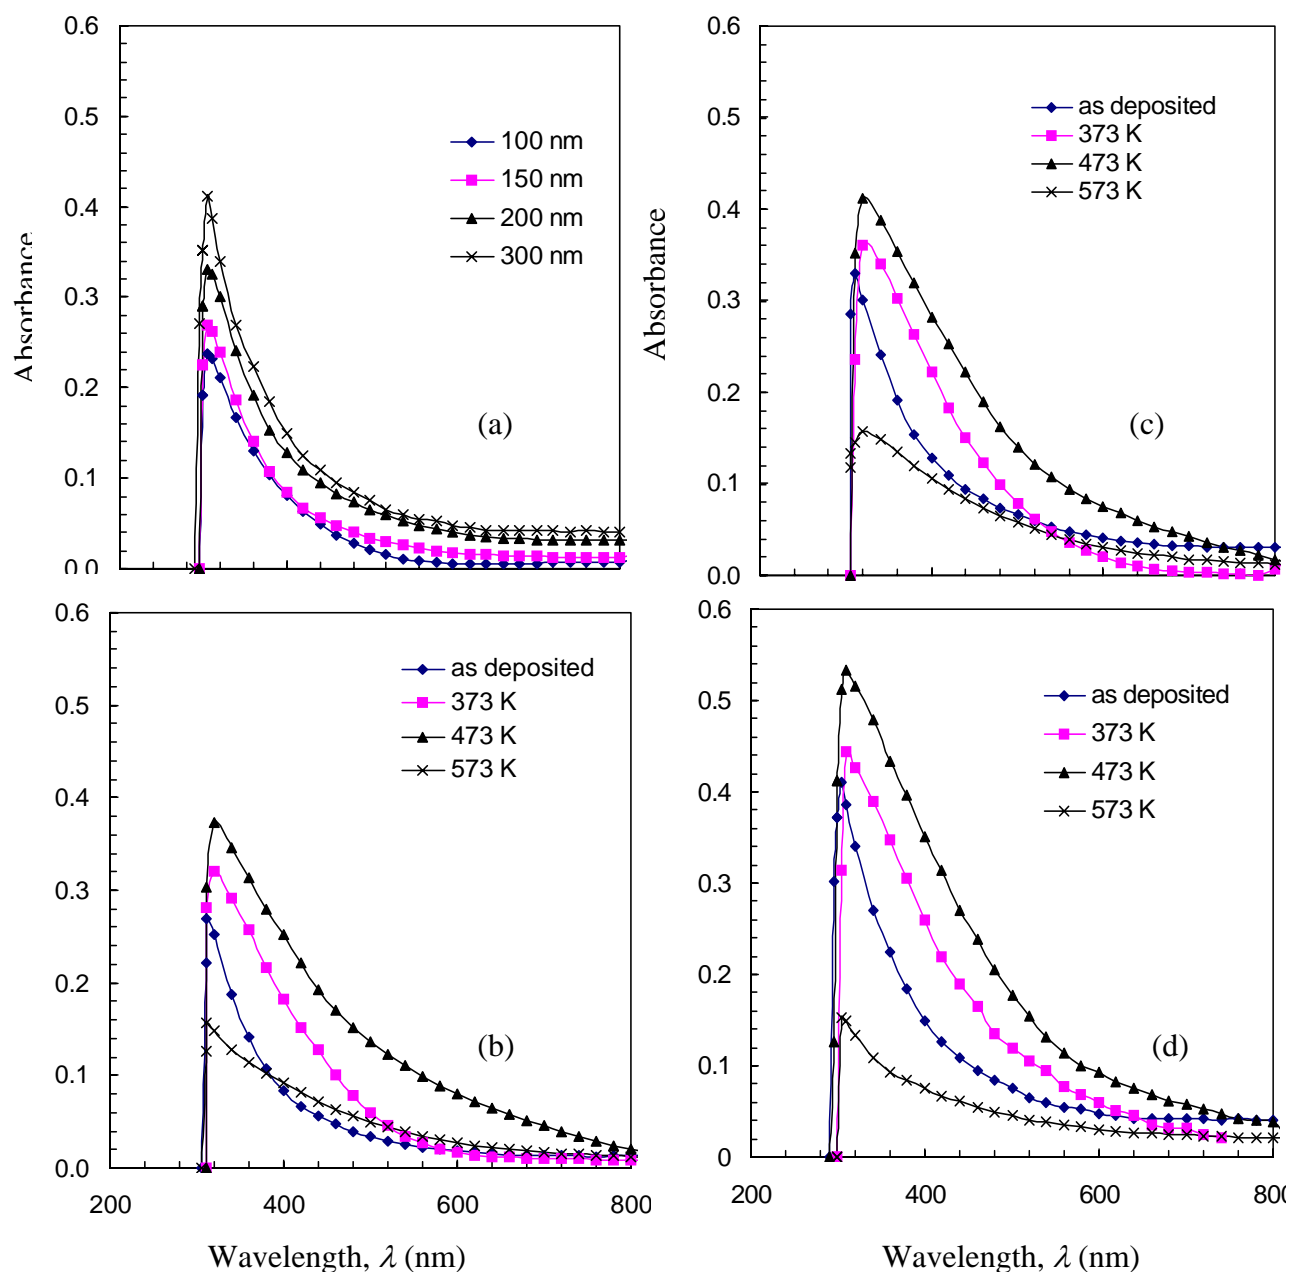 0.6
0.5
0.4
0.3
0.2
0.1
0.0
Absorbance
100 nm
150 nm
200 nm
300 nm
(a)
0.6
0.5
0.4
0.3
0.2
0.1
0.0
Absorbance
as deposited
373 K
473 K
573 K
(c)
0.6
0.5
0.4
0.3
0.2
0.1
0.0
200 400 600 800
as deposited
373 K
473 K
573 K
(b)
Wavelength, λ (nm)
0.6
0.5
0.4
0.3
0.2
0.1
0
200 400 600 800
as deposited
373 K
473 K
573 K
(d)
Wavelength, λ (nm)